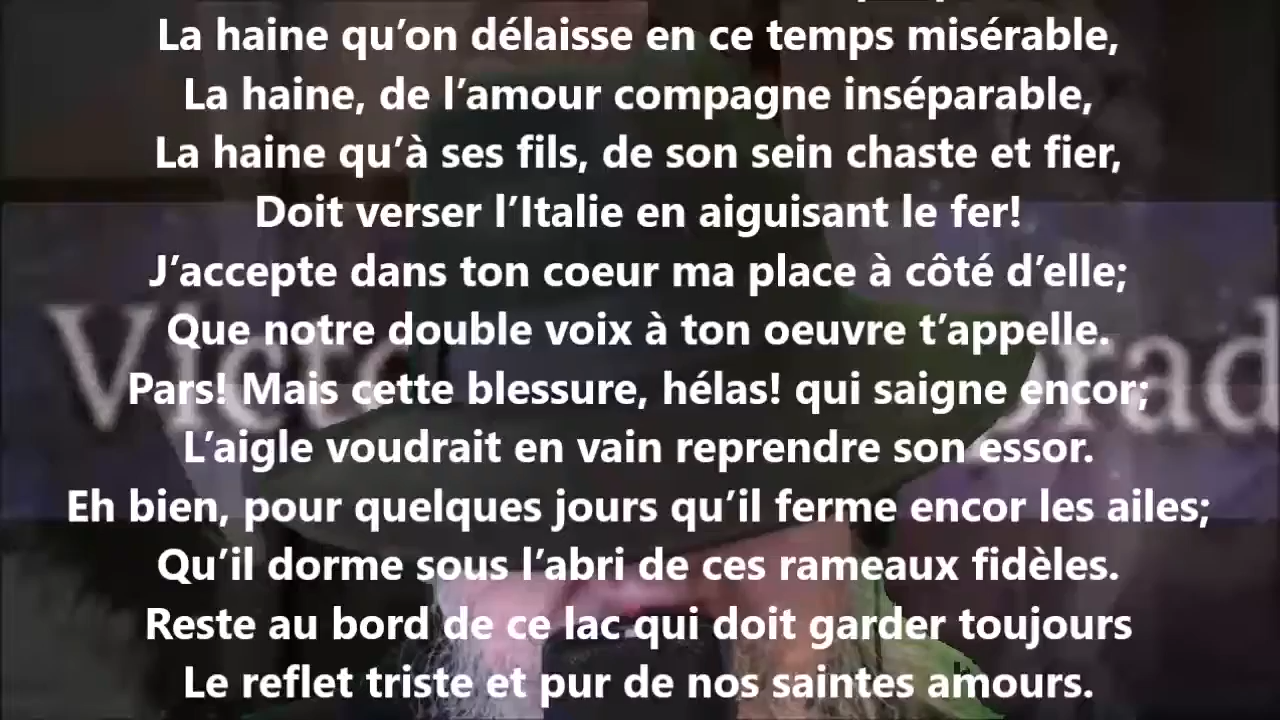 La haine qu’on délaisse en ce temps misérable,
La haine, de l’amour compagne inséparable,
La haine qu’à ses fils, de son sein chaste et fier,
Doit verser l’Italie en aiguisant le fer!
J’accepte dans ton coeur ma place à côté d’elle;
Que notre double voix à ton oeuvre t’appelle.
Pars! Mais cette blessure, hélas! qui saigne encor;
L’aigle voudrait en vain reprendre son essor.
Eh bien, pour quelques jours qu’il ferme encor les ailes;
Qu’il dorme sous l’abri de ces rameaux fidèles.
Reste au bord de ce lac qui doit garder toujours
Le reflet triste et pur de nos saintes amours.